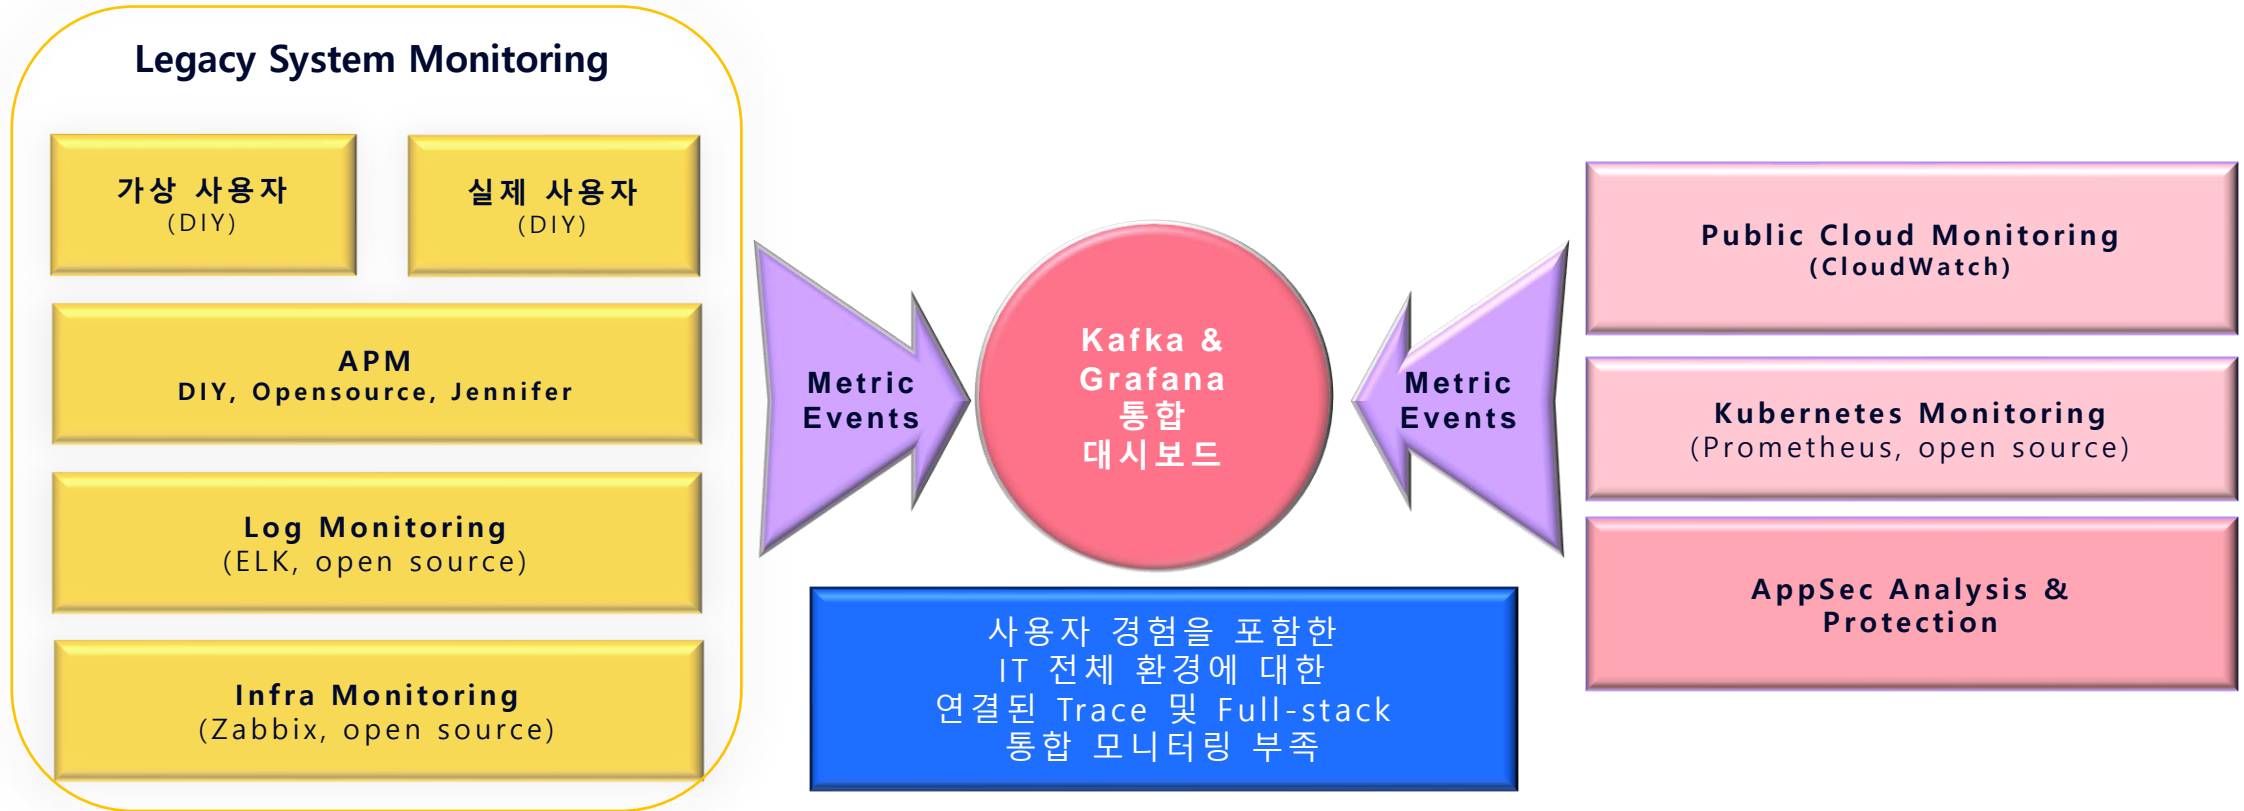 Legacy System Monitoring
가상 사용자
(DIY)
실제 사용자
(DIY)
APM
DIY, Opensource, Jennifer
Log Monitoring
(ELK, open source)
Infra Monitoring
(Zabbix, open source)
Metric
Events
Kafka &
Grafana
통합
대시보드
Metric
Events
사용자 경험을 포함한
IT 전체 환경에 대한
연결된 Trace 및 Full-stack
통합 모니터링 부족
Public Cloud Monitoring
(CloudWatch)
Kubernetes Monitoring
(Prometheus, open source)
AppSec Analysis &
Protection